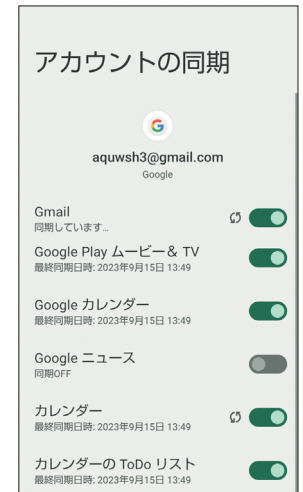 アカウントの同期
aquwsh3@gmail.com
Google
Gmail
同期しています...
Google Play ムービー& TV
最終同期日時: 2023年9月15日 13:49
Google カレンダー
最終同期日時: 2023年9月15日 13:49
Google ニュース
同期OFF
カレンダー
最終同期日時: 2023年9月15日 13:49
カレンダーの ToDo リスト
最終同期日時: 2023年9月15日 13:49